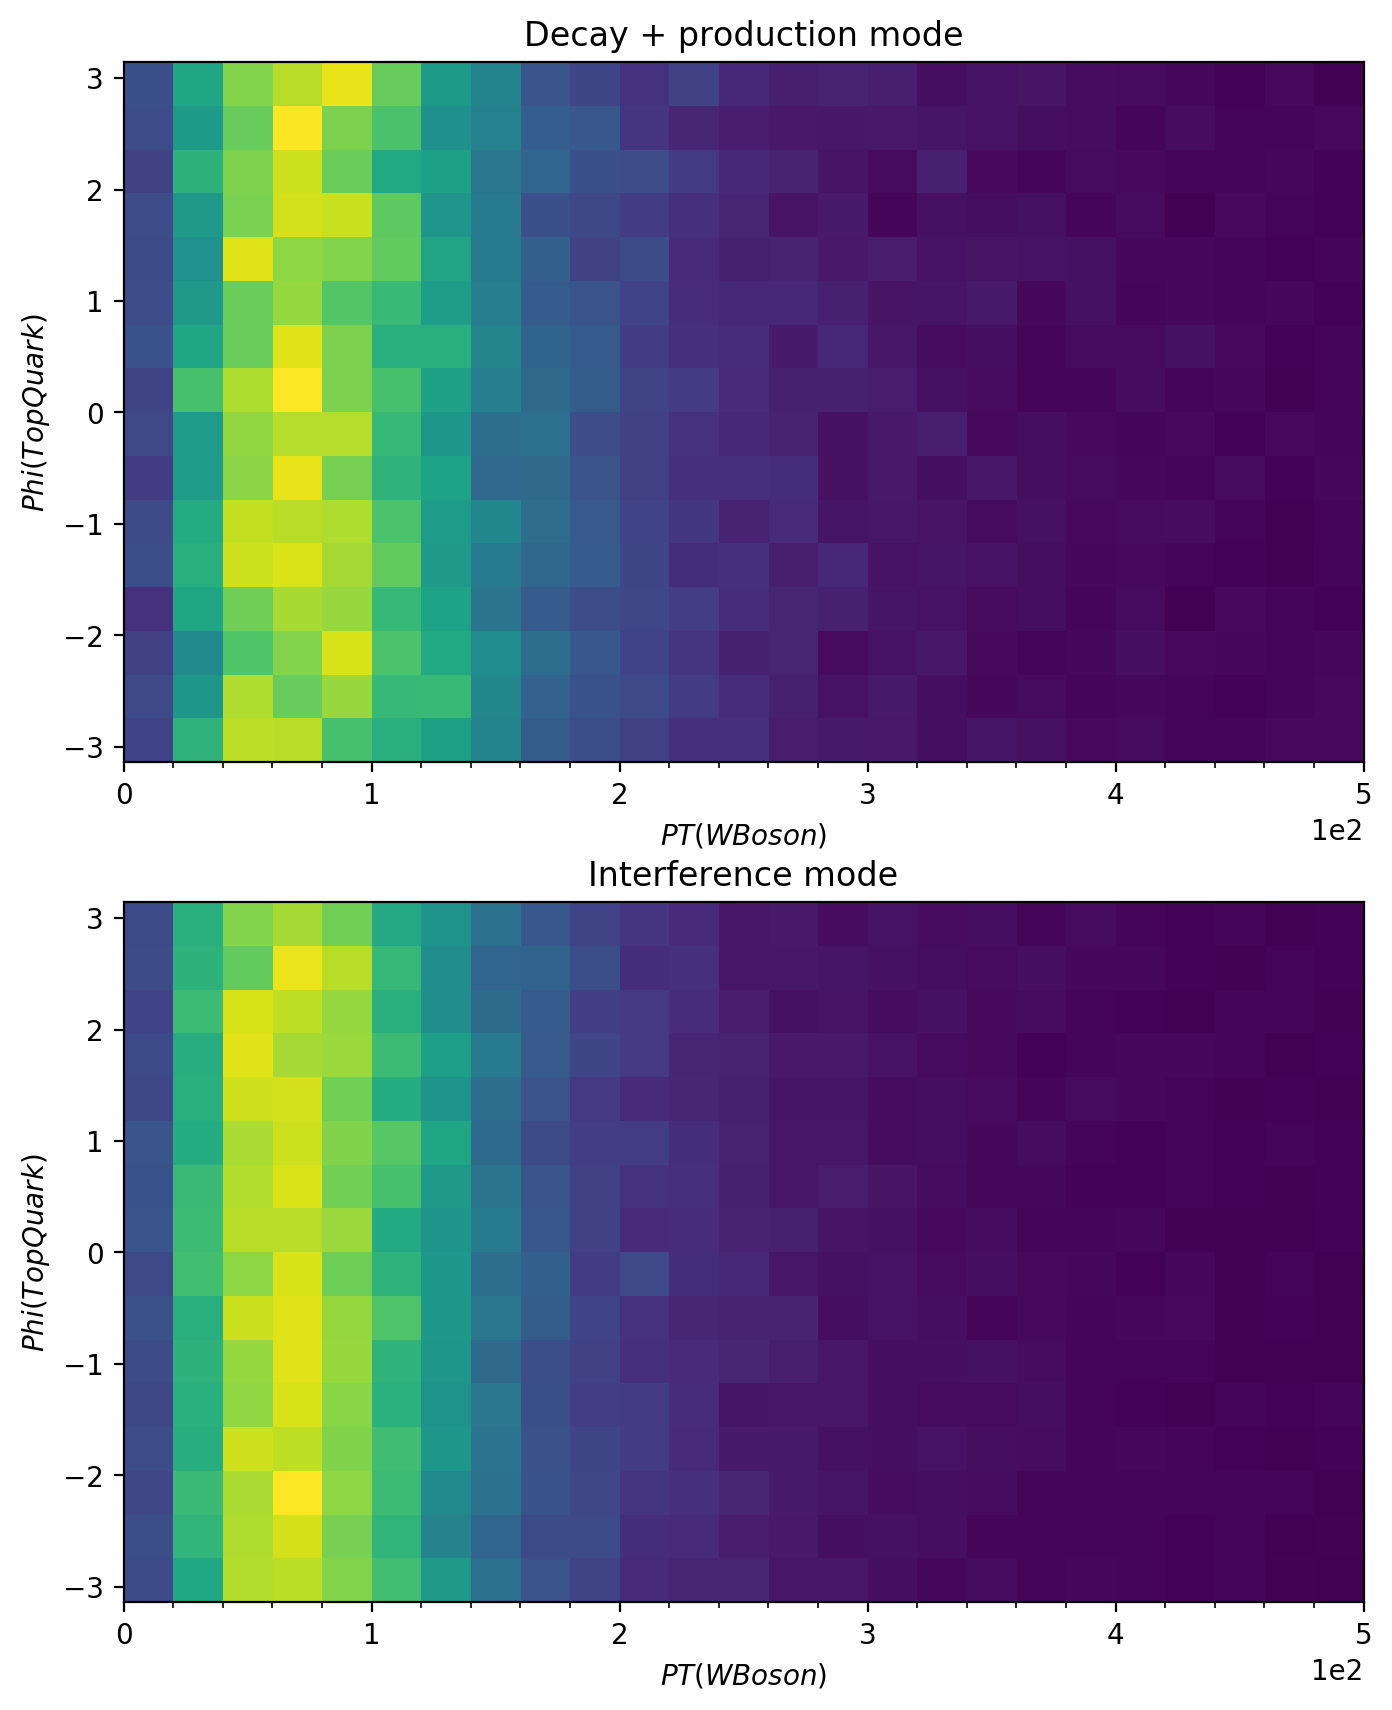 Decay + production mode
3
2
1
0
−1
−2
−3
Phi(TopQuark)
0 1 2 3 4 5
1e2
PT(WBoson)
Interference mode
3
2
1
0
−1
−2
−3
Phi(TopQuark)
0 1 2 3 4 5
1e2
PT(WBoson)